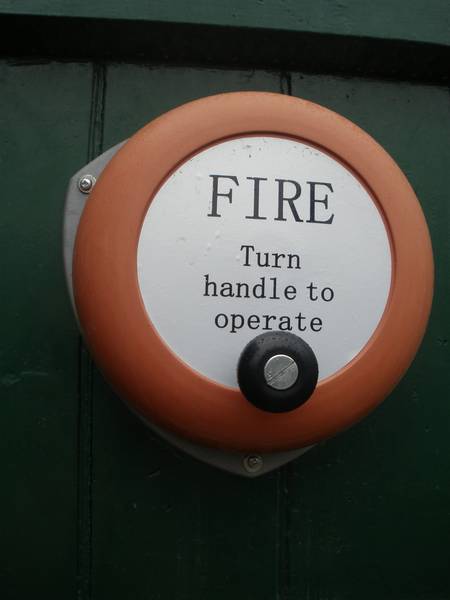 FIRE
Turn
handle to
operate